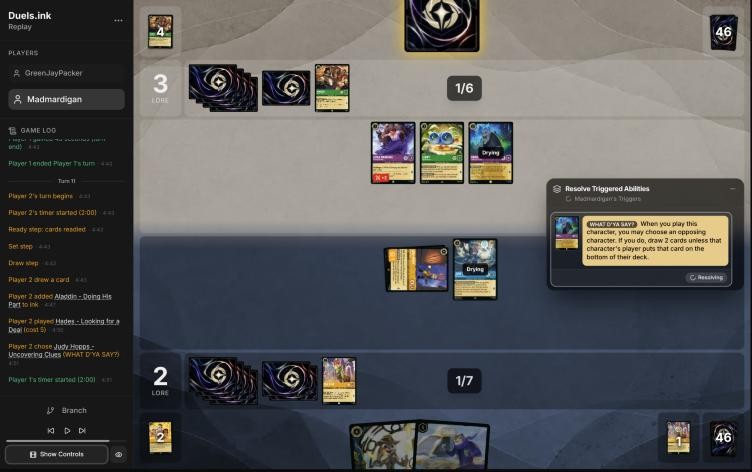 Duels.ink
Replay
PLAYERS
GreenJayPacker
Madmardigan
GAME LOG
end) · 4:43
Player 1 ended Player 1's turn · 4:43
Turn 11
Player 2's turn begins · 4:43
Player 2's timer started (2:00) · 4:43
Ready step: cards readied · 4:43
Set step · 4:43
Draw step · 4:43
Player 2 drew a card · 4:43
Player 2 added Aladdin - Doing His
Part to ink · 4:47
Player 2 played Hades - Looking for a
Deal (cost 5) · 4:50
Player 2 chose Judy Hopps -
Uncovering Clues (WHAT D'YA SAY?)
4:51
Player 1's timer started (2:00) · 4:51
Branch
Show Controls
4
46
3
LORE
1/6
Drying
Resolve Triggered Abilities
Madmardigan's Triggers
WHAT D'YA SAY? When you play this
character, you may choose an opposing
character. If you do, draw 2 cards unless that
character's player puts that card on the
bottom of their deck.
Resolving
Drying
2
LORE
1/7
2
1
46